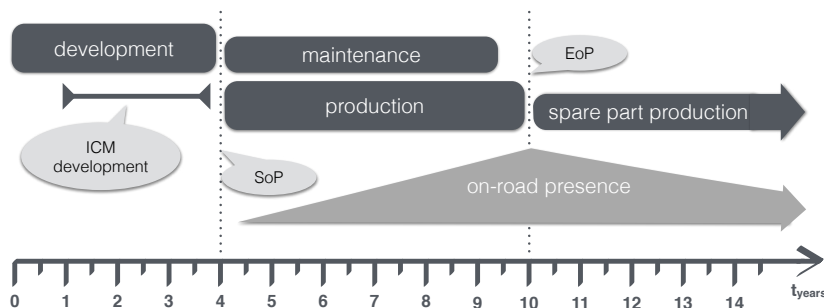 development
maintenance
EoP
production
spare part production
ICM
development
SoP
on-road presence
0 1 2 3 4 5 6 7 8 9 10 11 12 13 14
tyears